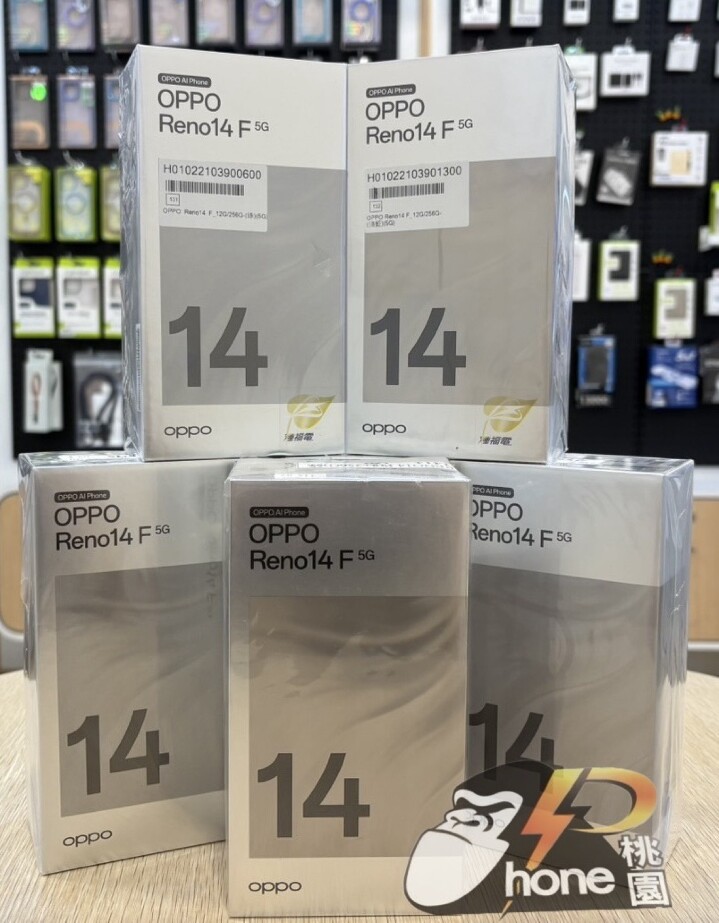 OPPO AI Phone
OPPO
Reno14 F 5G
H01022103900600
OPPO Reno14 F_12G/256G-(綠)(5G)
14
oppo
OPPO AI Phone
OPPO
Reno14 F 5G
H01022103901300
OPPO Reno14 F_12G/256G-
14
oppo
OPPO AI Phone
OPPO
Reno14 F 5G
14
oppo
OPPO AI Phone
OPPO
Reno14 F 5G
14
oppo
OPPO AI Phone
OPPO
Reno14 F 5G
14
Phone
桃園